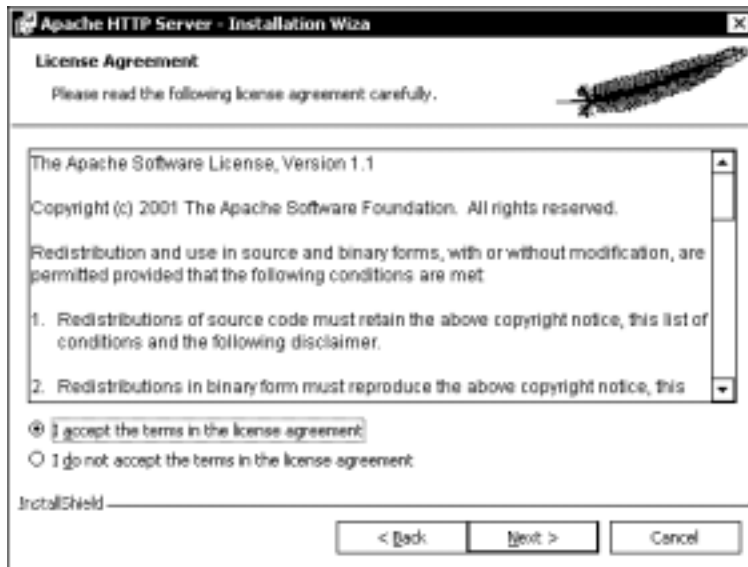 Apache HTTP Server - Installation Wiza
License Agreement
Please read the following license agreement carefully.
The Apache Software License, Version 1.1
Copyright (c) 2001 The Apache Software Foundation. All rights reserved.
Redistribution and use in source and binary forms, with or without modification, are
permitted provided that the following conditions are met:
1. Redistributions of source code must retain the above copyright notice, this list of
conditions and the following disclaimer.
2. Redistributions in binary form must reproduce the above copyright notice, this
I accept the terms in the license agreement
I do not accept the terms in the license agreement
InstallShield
< Back
Next >
Cancel